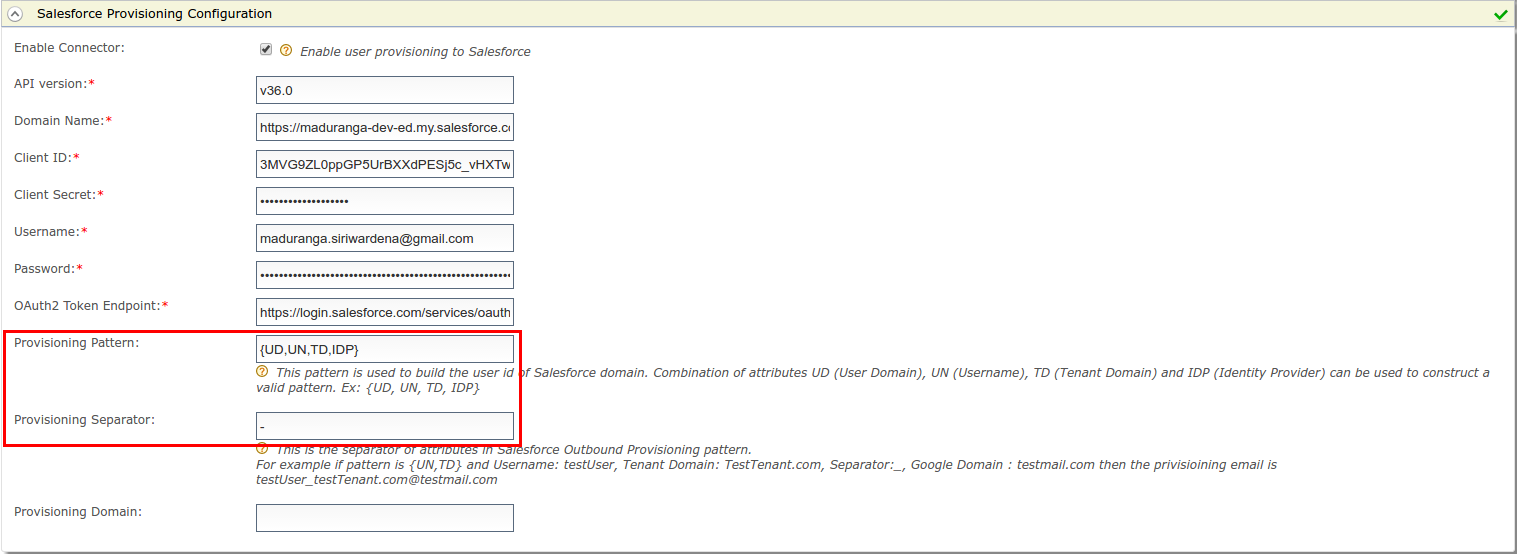 Salesforce Provisioning Configuration
Enable Connector:
Enable user provisioning to Salesforce
API version:*
v36.0
Domain Name:*
https://maduranga-dev-ed.my.salesforce.c
Client ID:*
3MVG9ZL0ppGP5UrBXXdPESj5c_vHXTw
Client Secret:*
•••••••••••••••••••
Username:*
maduranga.siriwardena@gmail.com
Password:*
••••••••••••••••••••••••••••••••••••••••••••••••••••••
OAuth2 Token Endpoint:*
https://login.salesforce.com/services/oauth
Provisioning Pattern:
{UD,UN,TD,IDP}
This pattern is used to build the user id of Salesforce domain. Combination of attributes UD (User Domain), UN (Username), TD (Tenant Domain) and IDP (Identity Provider) can be used to construct a
valid pattern. Ex: {UD, UN, TD, IDP}
Provisioning Separator:
-
This is the separator of attributes in Salesforce Outbound Provisioning pattern.
For example if pattern is {UN,TD} and Username: testUser, Tenant Domain: TestTenant.com, Separator:_, Google Domain : testmail.com then the privisioining email is
testUser_testTenant.com@testmail.com
Provisioning Domain: